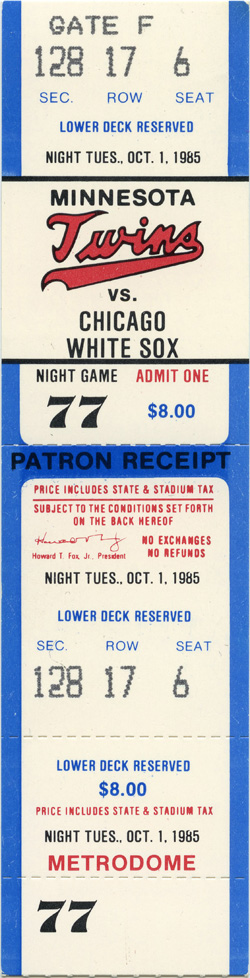 GATE F
128 17 6
SEC. ROW SEAT
LOWER DECK RESERVED
NIGHT TUES., OCT. 1, 1985
MINNESOTA
Twins
VS.
CHICAGO
WHITE SOX
NIGHT GAME ADMIT ONE
77 $8.00
PATRON RECEIPT
PRICE INCLUDES STATE & STADIUM TAX
SUBJECT TO THE CONDITIONS SET FORTH
ON THE BACK HEREOF
NO EXCHANGES
NO REFUNDS
Howard T. Fox, Jr., President
NIGHT TUES., OCT. 1, 1985
LOWER DECK RESERVED
SEC. ROW SEAT
128 17 6
LOWER DECK RESERVED
$8.00
PRICE INCLUDES STATE & STADIUM TAX
NIGHT TUES., OCT. 1, 1985
METRODOME
77